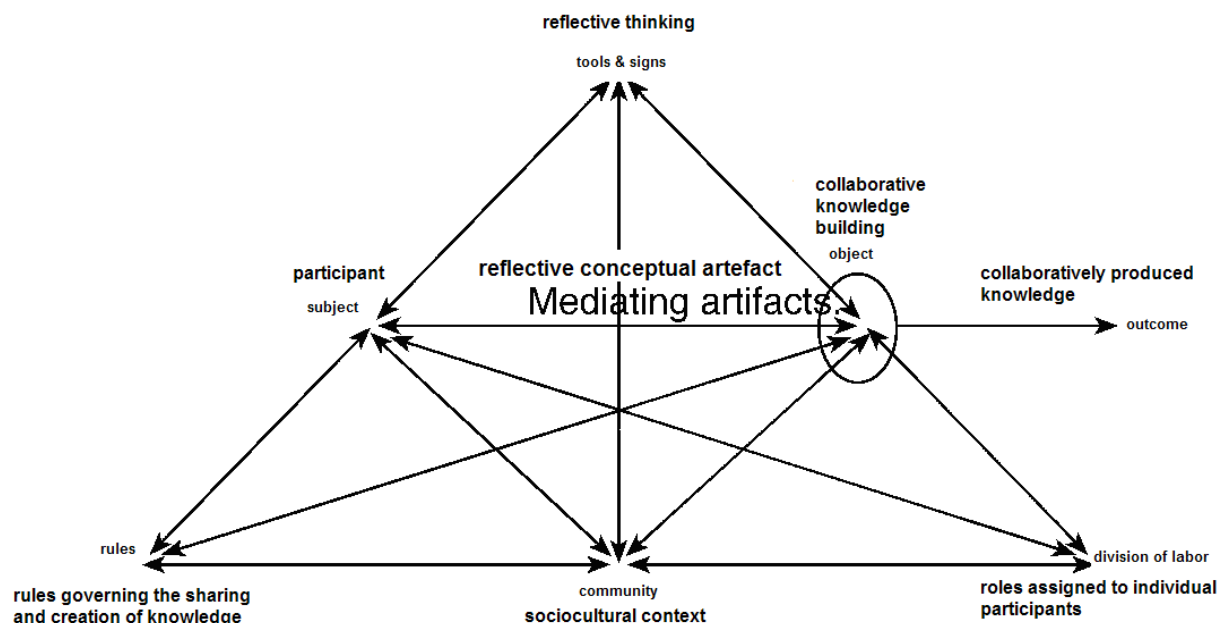 reflective thinking
tools & signs
collaborative
knowledge
building
object
participant
subject
reflective conceptual artefact
Mediating artifacts.
collaboratively produced
knowledge
outcome
rules
rules governing the sharing
and creation of knowledge
community
sociocultural context
division of labor
roles assigned to individual
participants